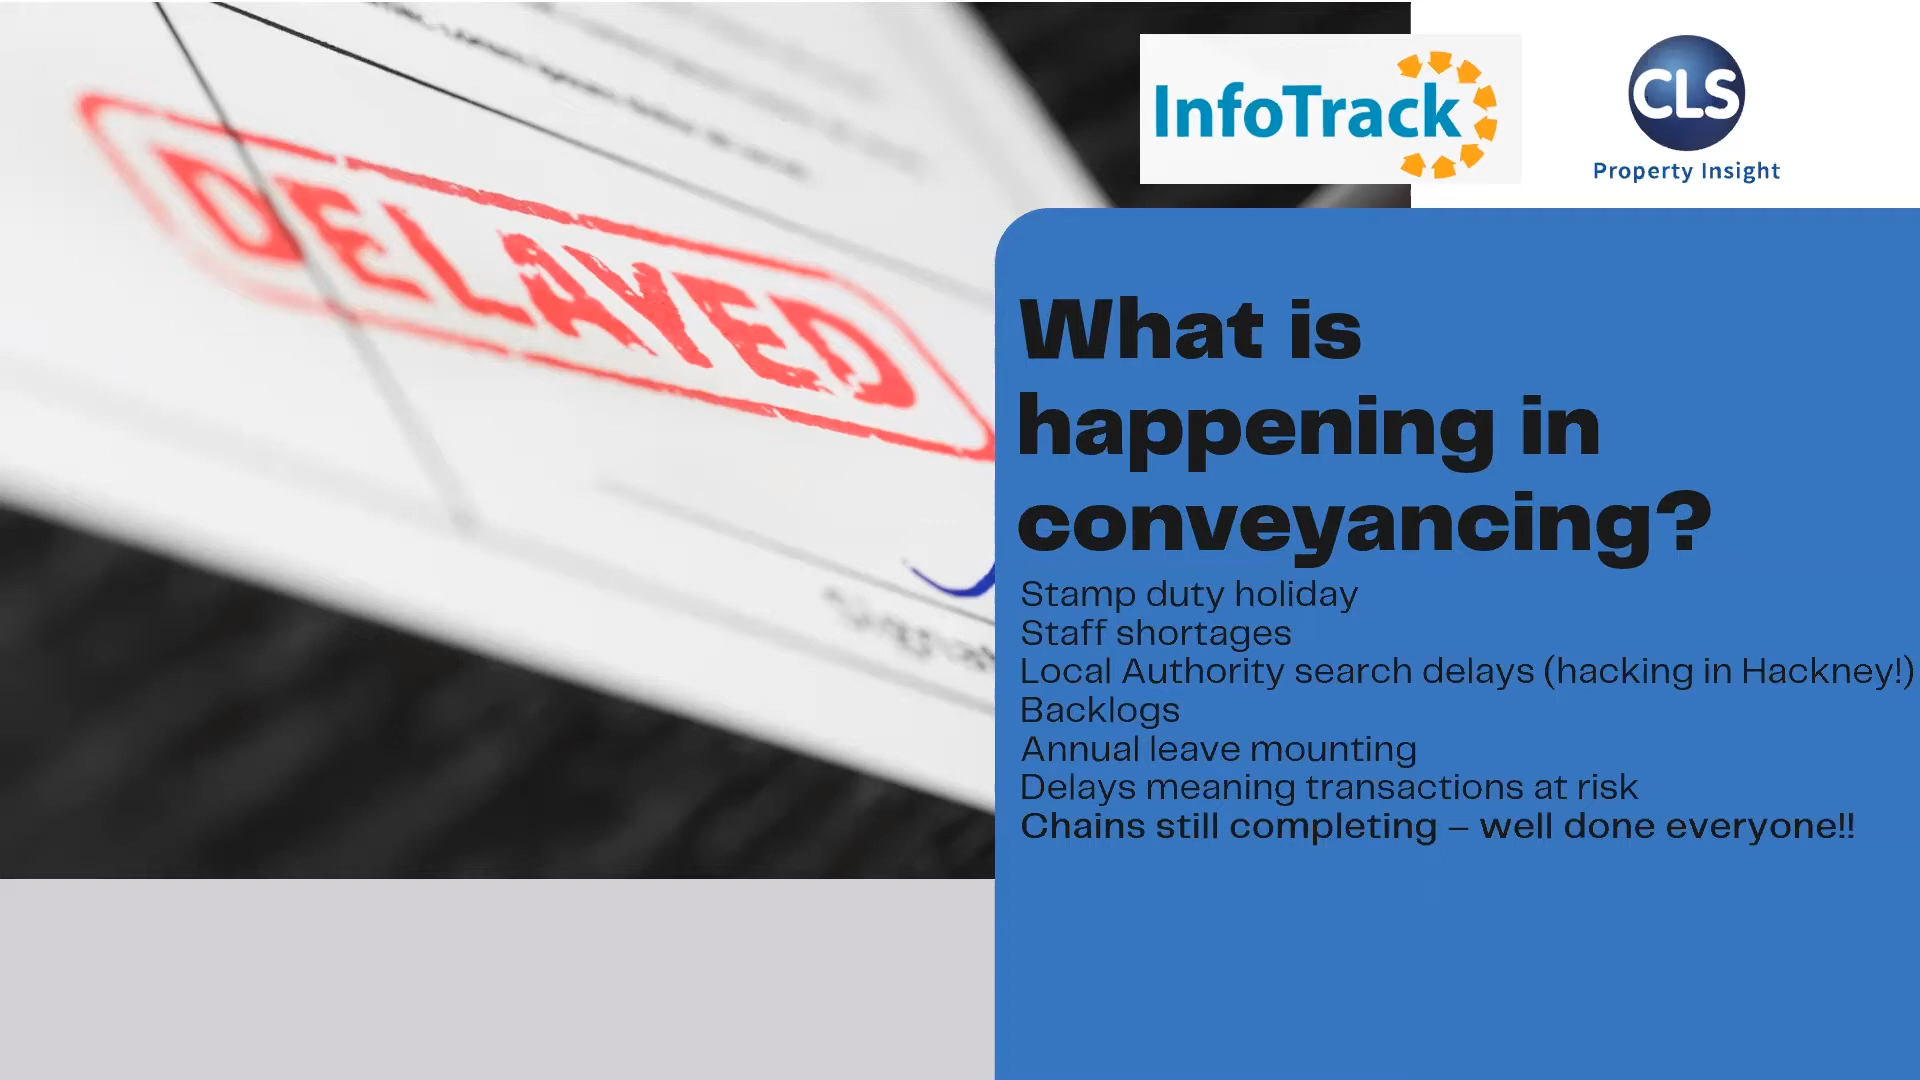 DELAYED
InfoTrack
CLS
Property Insight
What is
happening in
conveyancing?
Stamp duty holiday
Staff shortages
Local Authority search delays (hacking in Hackney!)
Backlogs
Annual leave mounting
Delays meaning transactions at risk
Chains still completing – well done everyone!!